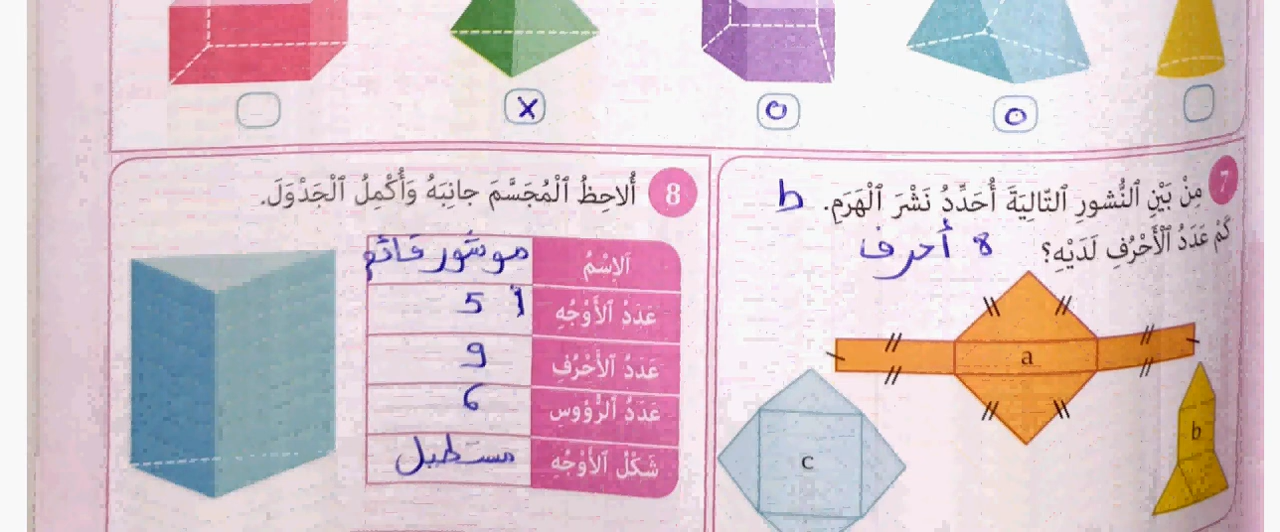 X
O
O
7 مِنْ بَيْنِ ٱلنُّشورِ ٱلتّالِيَةَ أُحَدِّدُ نَشْرَ ٱلْهَرَمِ. b
كَمْ عَدَدُ ٱلْأَحْرُفِ لَدَيْهِ؟ 8 أحرف
a
b
c
8 أُلاحِظُ ٱلْمُجَسَّمَ جانِبَهُ وَأُكْمِلُ ٱلْجَدْوَلَ.
اَلِاسْمُ موشور قائم
عَدَدُ ٱلْأَوْجُهِ 5
عَدَدُ ٱلْأَحْرُفِ 9
عَدَدُ ٱلرُّؤوسِ 6
شَكْلُ ٱلْأَوْجُهِ مستطيل